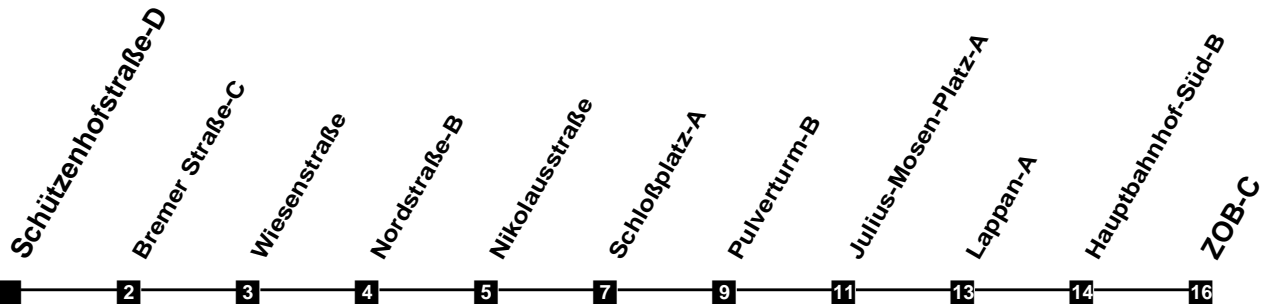 Schützenhofstraße-D
Bremer Straße-C
Wiesenstraße
Nordstraße-B
Nikolausstraße
Schloßplatz-A
Pulverturm-B
Julius-Mosen-Platz-A
Lappan-A
Hauptbahnhof-Süd-B
ZOB-C
2 3 4 5 7 9 11 13 14 16